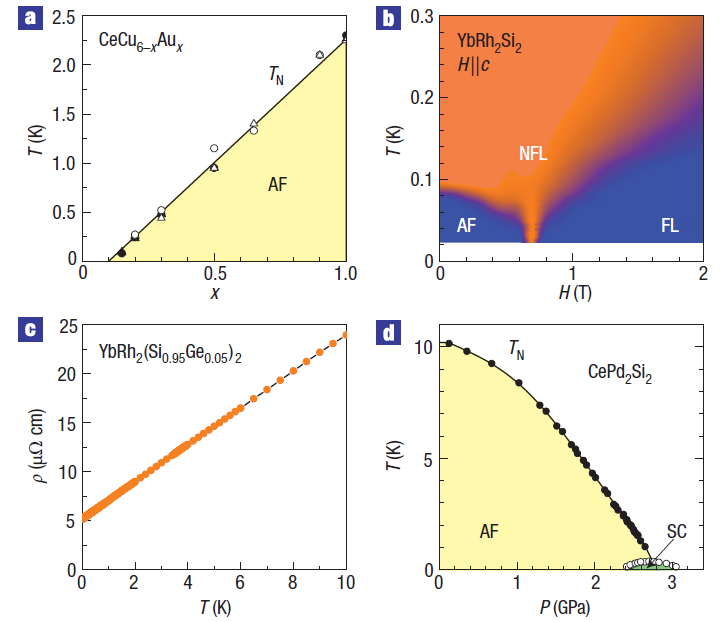 a
2.5
2.0
1.5
1.0
0.5
0
T (K)
CeCu6–xAux
TN
AF
0
0.5
1.0
x
b
0.3
0.2
0.1
0
T (K)
YbRh2Si2
H||c
NFL
AF
FL
0
1
2
H (T)
c
25
20
15
10
5
0
ρ (μΩ cm)
YbRh2(Si0.95Ge0.05)2
0
2
4
6
8
10
T (K)
d
10
5
0
T (K)
TN
CePd2Si2
AF
SC
0
1
2
3
P (GPa)